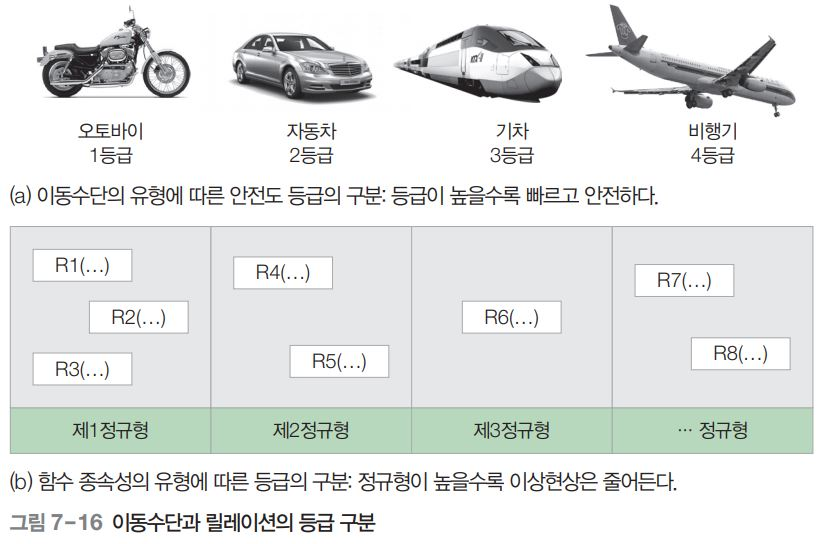 오토바이 자동차 기차 비행기
1등급 2등급 3등급 4등급
(a) 이동수단의 유형에 따른 안전도 등급의 구분: 등급이 높을수록 빠르고 안전하다.
R1(…) R4(…) R7(…)
R2(…) R6(…)
R3(…) R5(…) R8(…)
제1정규형 제2정규형 제3정규형 … 정규형
(b) 함수 종속성의 유형에 따른 등급의 구분: 정규형이 높을수록 이상현상은 줄어든다.
그림 7-16 이동수단과 릴레이션의 등급 구분